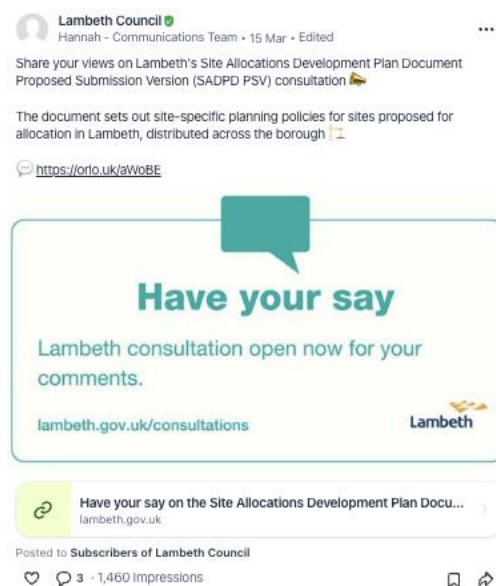 Lambeth Council
Hannah - Communications Team • 15 Mar • Edited
Share your views on Lambeth's Site Allocations Development Plan Document
Proposed Submission Version (SADPD PSV) consultation
The document sets out site-specific planning policies for sites proposed for
allocation in Lambeth, distributed across the borough
https://orlo.uk/aWoBE
Have your say
Lambeth consultation open now for your
comments.
lambeth.gov.uk/consultations
Lambeth
Have your say on the Site Allocations Development Plan Docu...
lambeth.gov.uk
Posted to Subscribers of Lambeth Council
3 · 1,460 Impressions